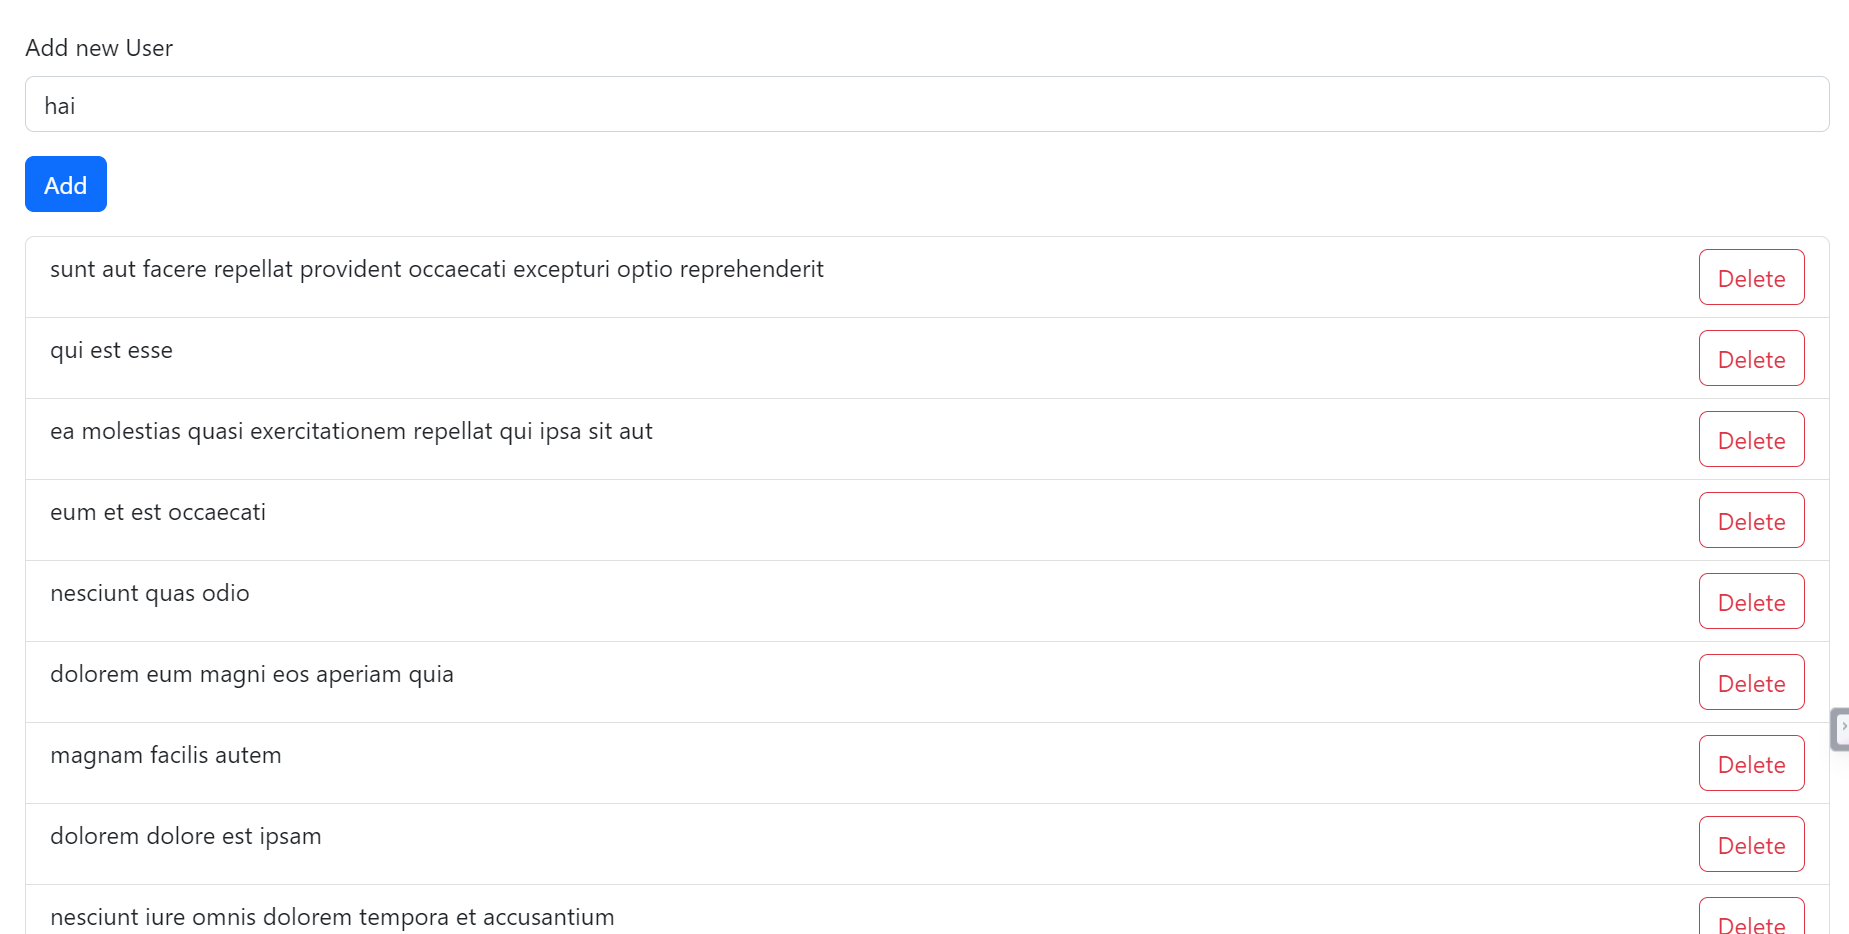 Add new User
hai
Add
sunt aut facere repellat provident occaecati excepturi optio reprehenderit Delete
qui est esse Delete
ea molestias quasi exercitationem repellat qui ipsa sit aut Delete
eum et est occaecati Delete
nesciunt quas odio Delete
dolorem eum magni eos aperiam quia Delete
magnam facilis autem Delete
dolorem dolore est ipsam Delete
nesciunt iure omnis dolorem tempora et accusantium Delete